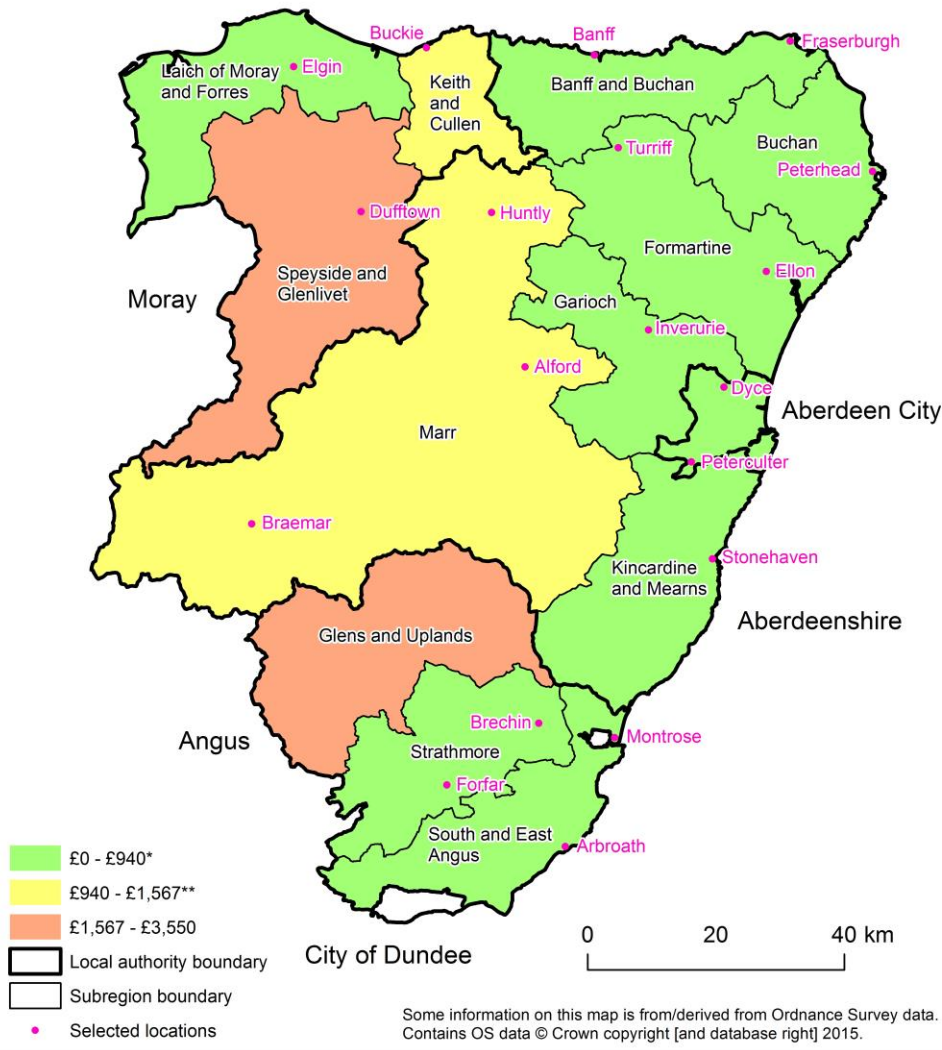 Buckie
Banff
Fraserburgh
Elgin
Laich of Moray
and Forres
Keith
and
Cullen
Banff and Buchan
Buchan
Turriff
Peterhead
Dufftown
Huntly
Formartine
Speyside and
Glenlivet
Ellon
Moray
Garioch
Inverurie
Alford
Dyce
Aberdeen City
Marr
Peterculter
Braemar
Stonehaven
Kincardine
and Mearns
Aberdeenshire
Glens and Uplands
Brechin
Montrose
Angus
Strathmore
Forfar
South and East
Angus
Arbroath
£0 - £940*
£940 - £1,567**
£1,567 - £3,550
Local authority boundary
Subregion boundary
Selected locations
City of Dundee
0 20 40 km
Some information on this map is from/derived from Ordnance Survey data.
Contains OS data © Crown copyright [and database right] 2015.